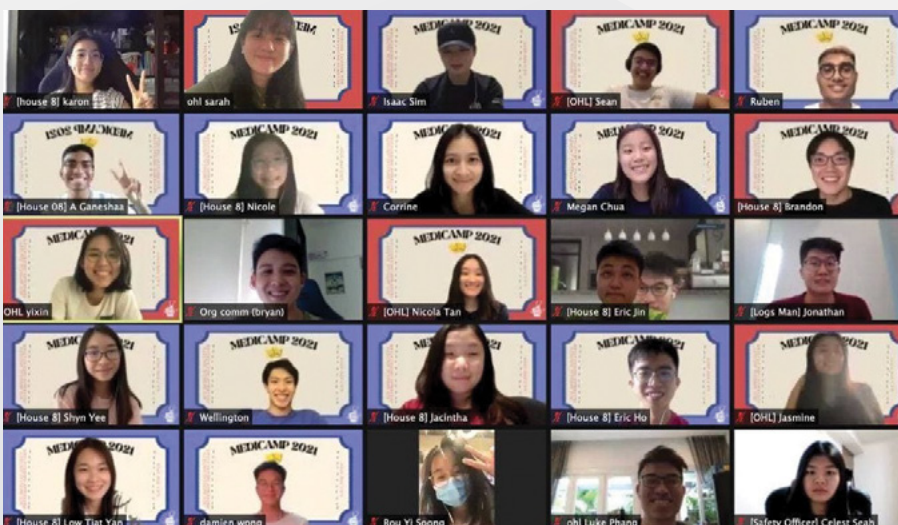 MEDICAMP 2021
MEDICAMP 2021
MEDICAMP 2021
MEDICAMP 2021
[house 8] karon
ohl sarah
Isaac Sim
[OHL] Sean
Ruben
MEDICAMP 2021
MEDICAMP 2021
MEDICAMP 2021
MEDICAMP 2021
[House 08] A Ganeshaa
[House 8] Nicole
Corrine
Megan Chua
[House 8] Brandon
MEDICAMP 2021
MEDICAMP 2021
OHL yixin
Org comm (bryan)
[OHL] Nicola Tan
[House 8] Eric Jin
[Logs Man] Jonathan
MEDICAMP 2021
MEDICAMP 2021
MEDICAMP 2021
[House 8] Shyn Yee
Wellington
[House 8] Jacintha
[House 8] Eric Ho
[OHL] Jasmine
MEDICAMP 2021
MEDICAMP 2021
[House 8] Low Tiat Yan
damien wong
Bou Yi Soong
ohl Luke Phang
[Safety Officer] Celest Seah